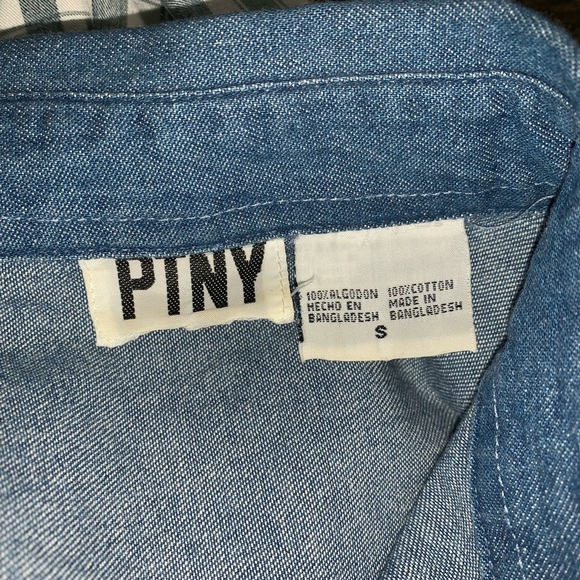 PINY
100%ALGODON 100%COTTON
HECHO EN MADE IN
BANGLADESH BANGLADESH
S